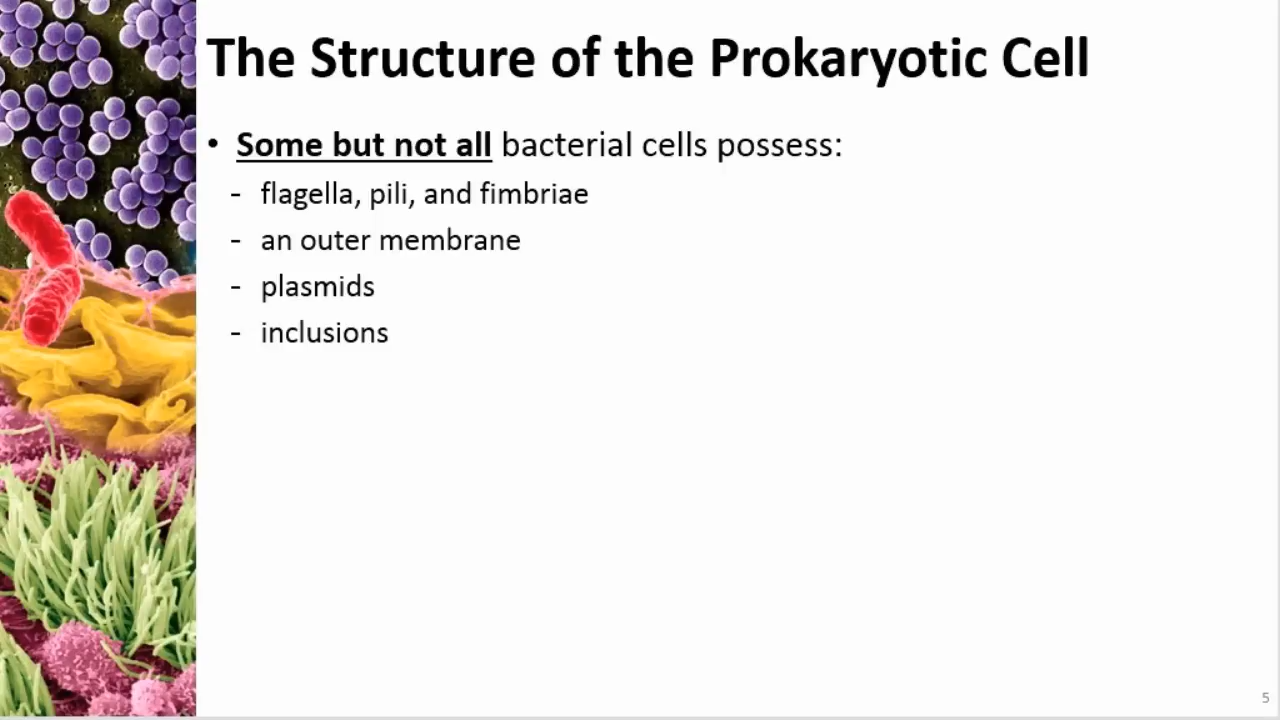 The Structure of the Prokaryotic Cell
• Some but not all bacterial cells possess:
- flagella, pili, and fimbriae
- an outer membrane
- plasmids
- inclusions
5